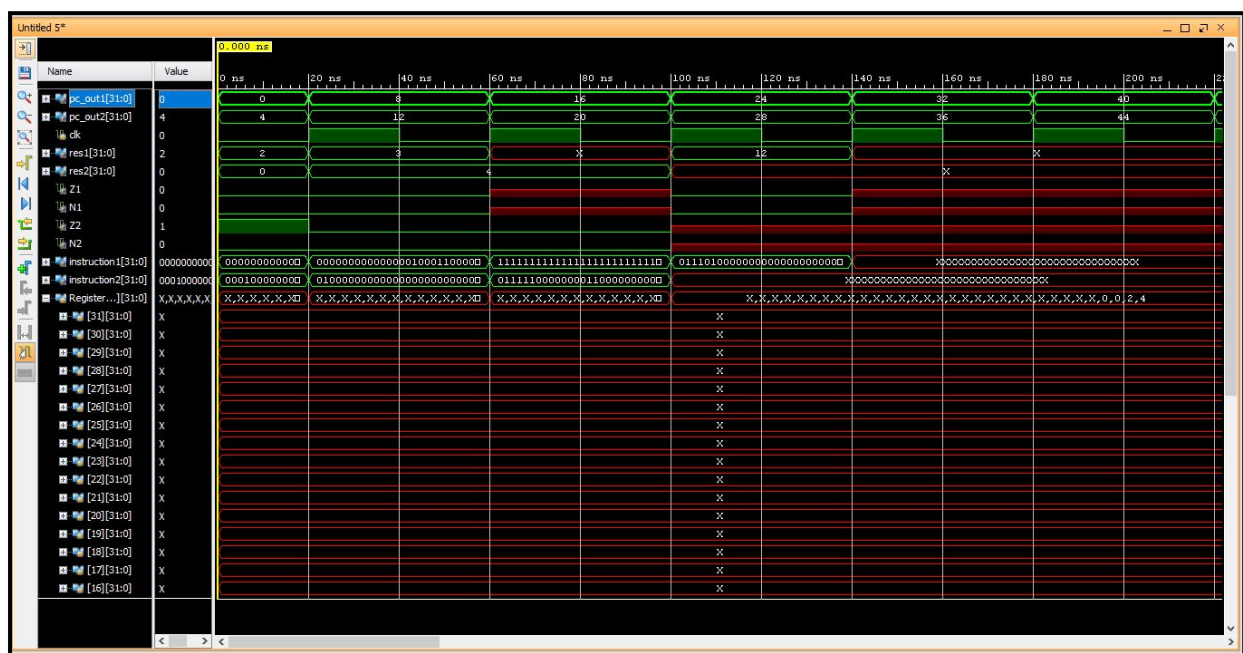 Untitled 5*
0.000 ns
Name Value
0 ns 20 ns 40 ns 60 ns 80 ns 100 ns 120 ns 140 ns 160 ns 180 ns 200 ns
pc_out1[31:0] 0 0 8 16 24 32 40
pc_out2[31:0] 4 4 12 20 28 36 44
clk 0
res1[31:0] 2 2 3 X 12 X
res2[31:0] 0 0 4 X
Z1 0
N1 0
Z2 1
N2 0
instruction1[31:0]
instruction2[31:0]
Register...][31:0] X,X,X,X,X,X
[31][31:0] X X
[30][31:0] X X
[29][31:0] X X
[28][31:0] X X
[27][31:0] X X
[26][31:0] X X
[25][31:0] X X
[24][31:0] X X
[23][31:0] X X
[22][31:0] X X
[21][31:0] X X
[20][31:0] X X
[19][31:0] X X
[18][31:0] X X
[17][31:0] X X
[16][31:0] X X